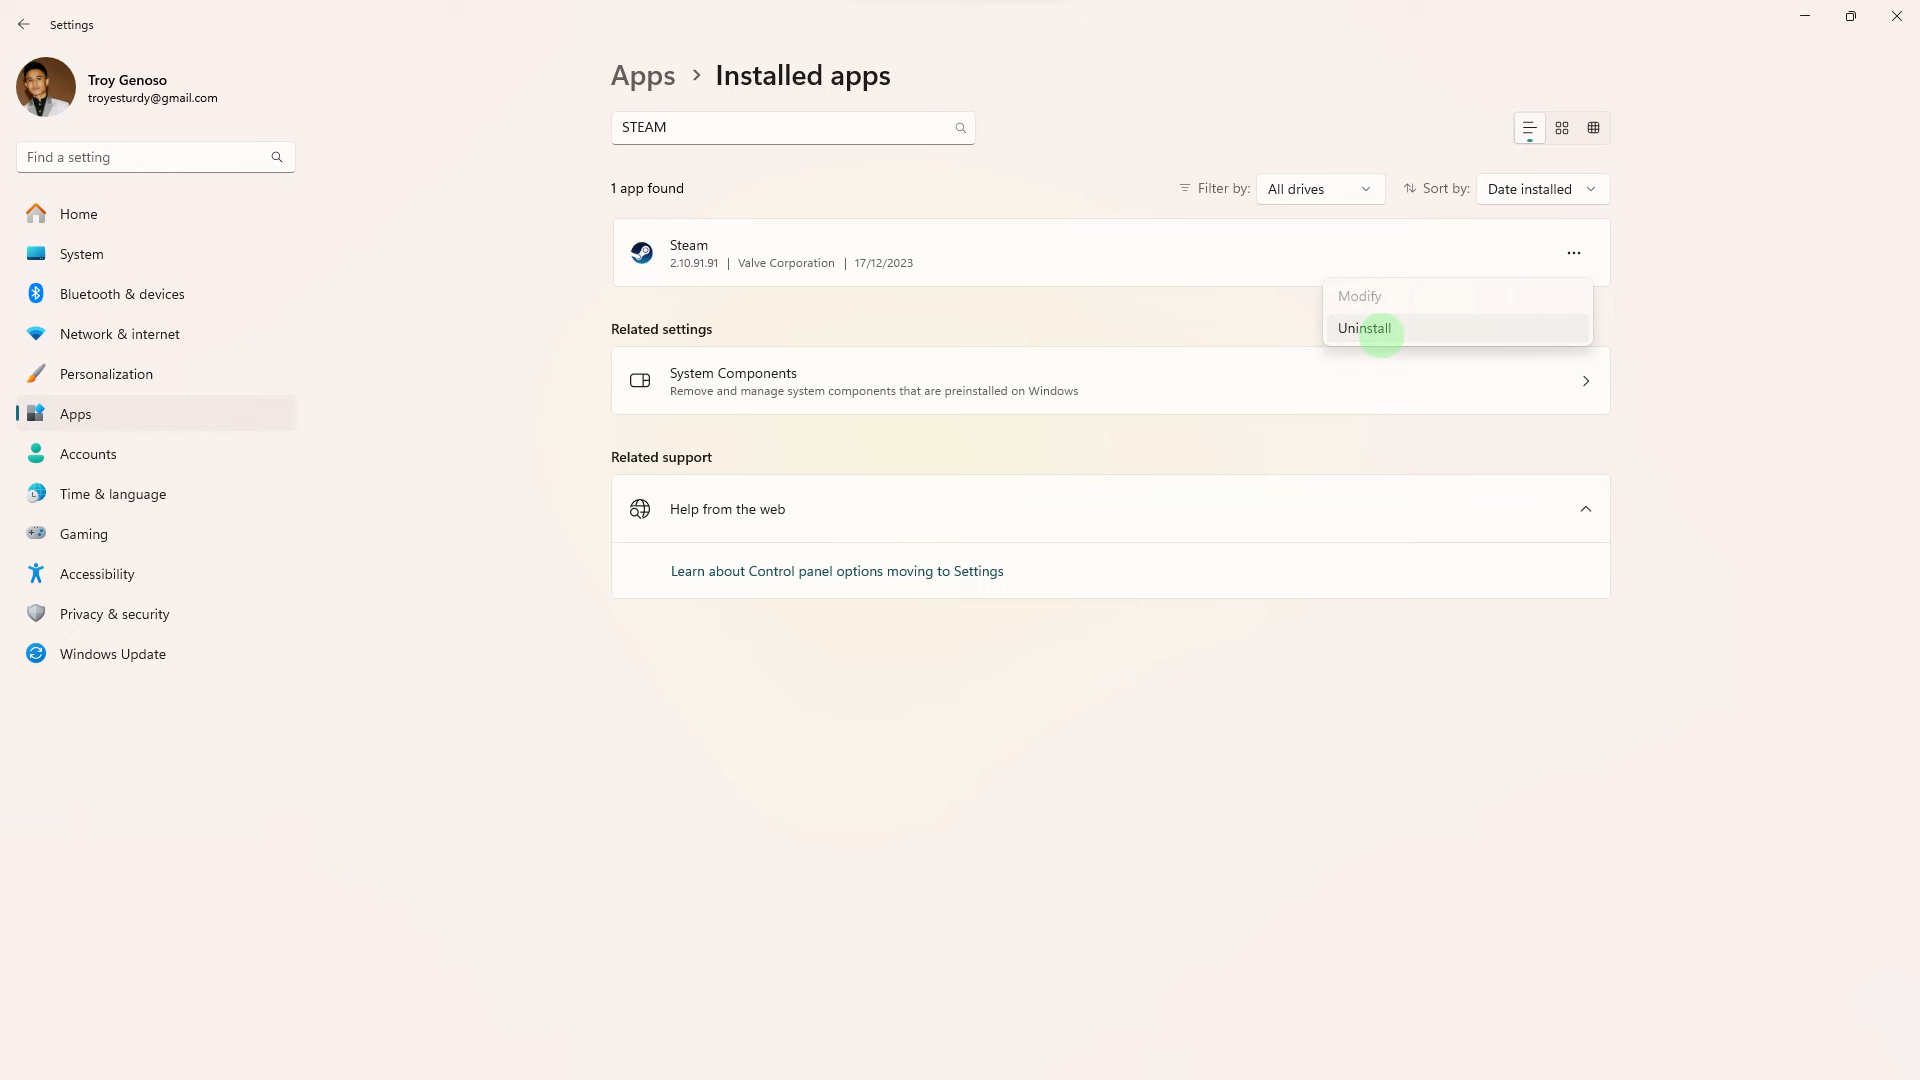 Settings
Troy Genoso
troyesturdy@gmail.com
Find a setting
Home
System
Bluetooth & devices
Network & internet
Personalization
Apps
Accounts
Time & language
Gaming
Accessibility
Privacy & security
Windows Update
Apps > Installed apps
STEAM
1 app found
Filter by: All drives
Sort by: Date installed
Steam
2.10.91.91 | Valve Corporation | 17/12/2023
Modify
Uninstall
Related settings
System Components
Remove and manage system components that are preinstalled on Windows
Related support
Help from the web
Learn about Control panel options moving to Settings